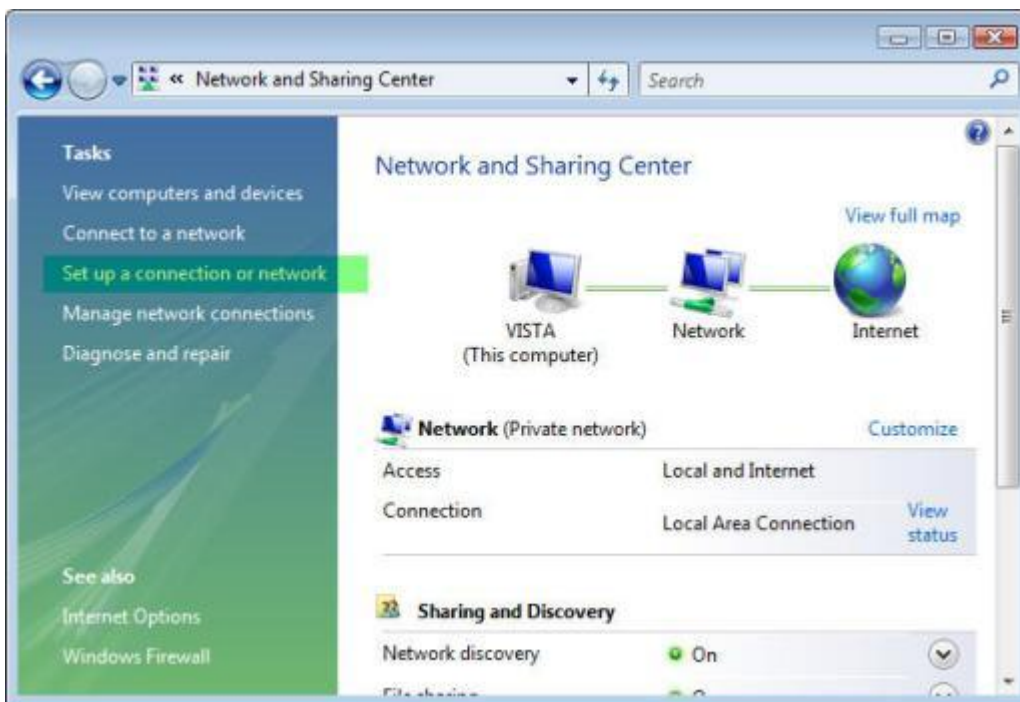 « Network and Sharing Center
Search
Tasks
View computers and devices
Connect to a network
Set up a connection or network
Manage network connections
Diagnose and repair
See also
Internet Options
Windows Firewall
Network and Sharing Center
View full map
VISTA
(This computer)
Network
Internet
Network (Private network)
Customize
Access
Local and Internet
Connection
Local Area Connection
View
status
Sharing and Discovery
Network discovery
On